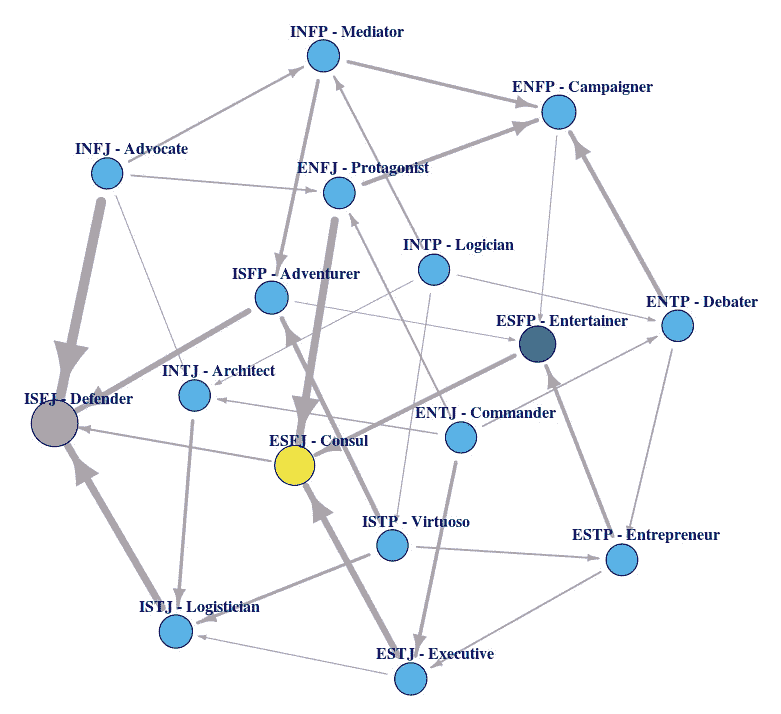 INFP - Mediator
ENFP - Campaigner
INFJ - Advocate
ENFJ - Protagonist
INTP - Logician
ISFP - Adventurer
ENTP - Debater
ESFP - Entertainer
INTJ - Architect
ISFJ - Defender
ENTJ - Commander
ESFJ - Consul
ISTP - Virtuoso
ESTP - Entrepreneur
ISTJ - Logistician
ESTJ - Executive